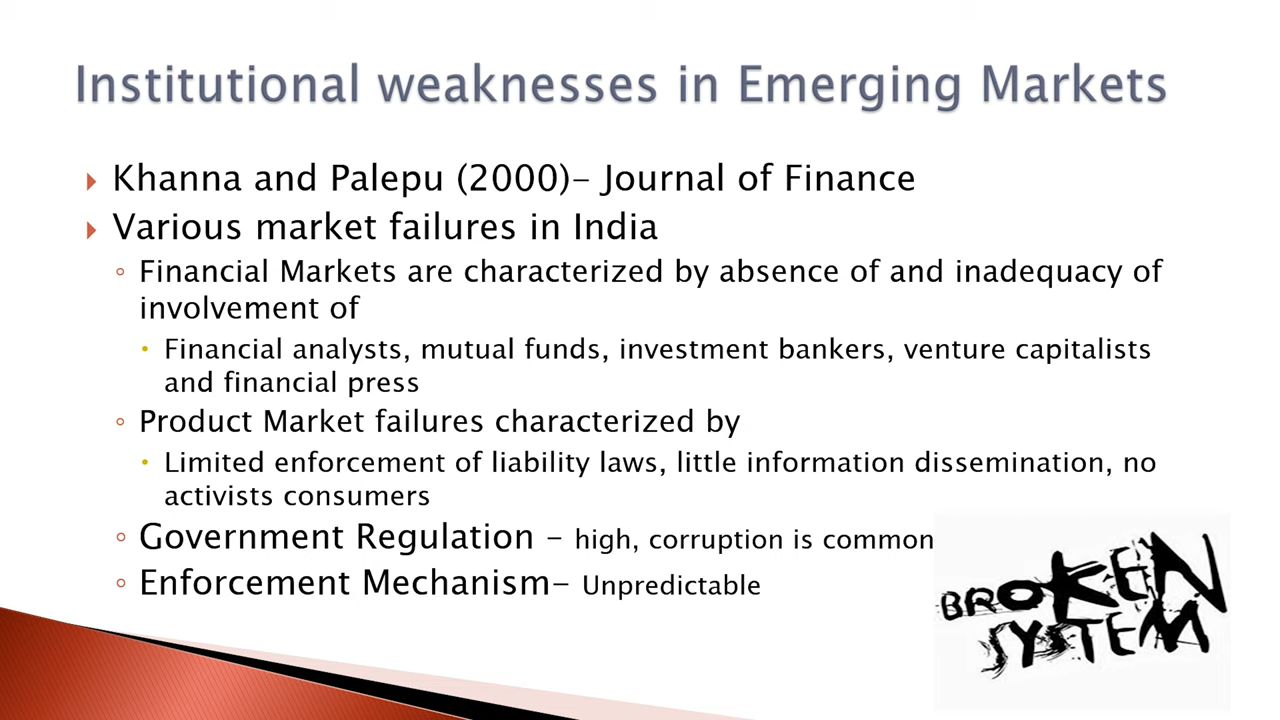 Institutional weaknesses in Emerging Markets
Khanna and Palepu (2000)- Journal of Finance
Various market failures in India
Financial Markets are characterized by absence of and inadequacy of
involvement of
Financial analysts, mutual funds, investment bankers, venture capitalists
and financial press
Product Market failures characterized by
Limited enforcement of liability laws, little information dissemination, no
activists consumers
Government Regulation - high, corruption is common
Enforcement Mechanism- Unpredictable
BROKEN
SYSTEM